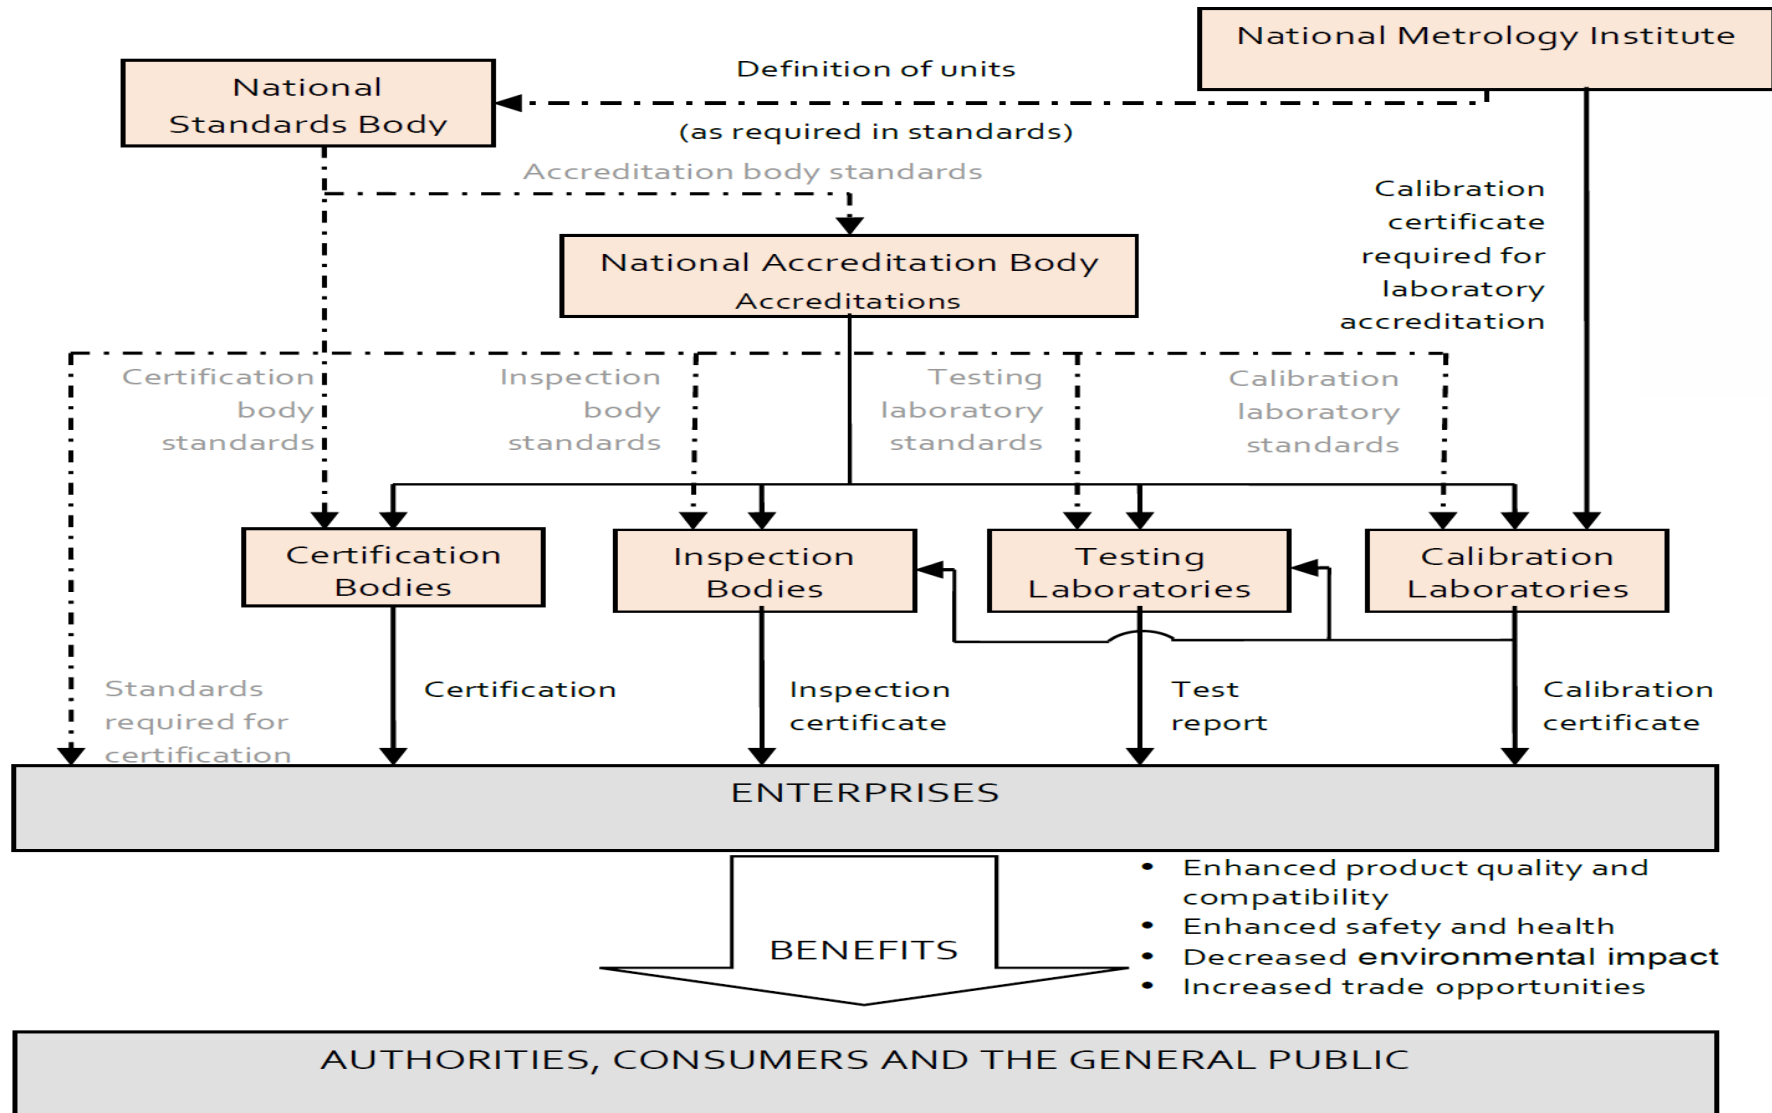 National Metrology Institute
Definition of units
National
Standards Body
(as required in standards)
Accreditation body standards
Calibration
certificate
required for
laboratory
accreditation
National Accreditation Body
Accreditations
Certification
body
standards
Inspection
body
standards
Testing
laboratory
standards
Calibration
laboratory
standards
Certification
Bodies
Inspection
Bodies
Testing
Laboratories
Calibration
Laboratories
Standards
required for
certification
Certification
Inspection
certificate
Test
report
Calibration
certificate
ENTERPRISES
BENEFITS
• Enhanced product quality and
compatibility
• Enhanced safety and health
• Decreased environmental impact
• Increased trade opportunities
AUTHORITIES, CONSUMERS AND THE GENERAL PUBLIC